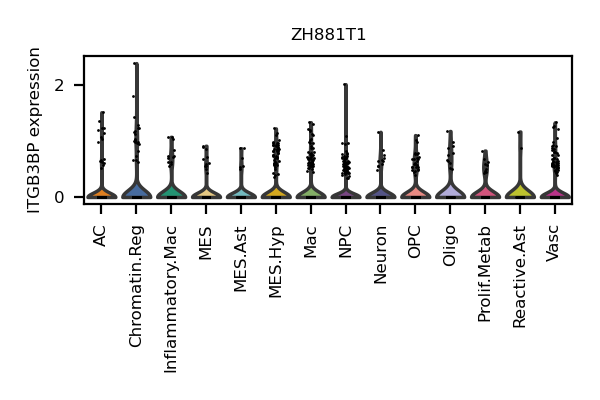 ZH881T1
ITGB3BP expression
2
0
AC
Chromatin.Reg
Inflammatory.Mac
MES
MES.Ast
MES.Hyp
Mac
NPC
Neuron
OPC
Oligo
Prolif.Metab
Reactive.Ast
Vasc